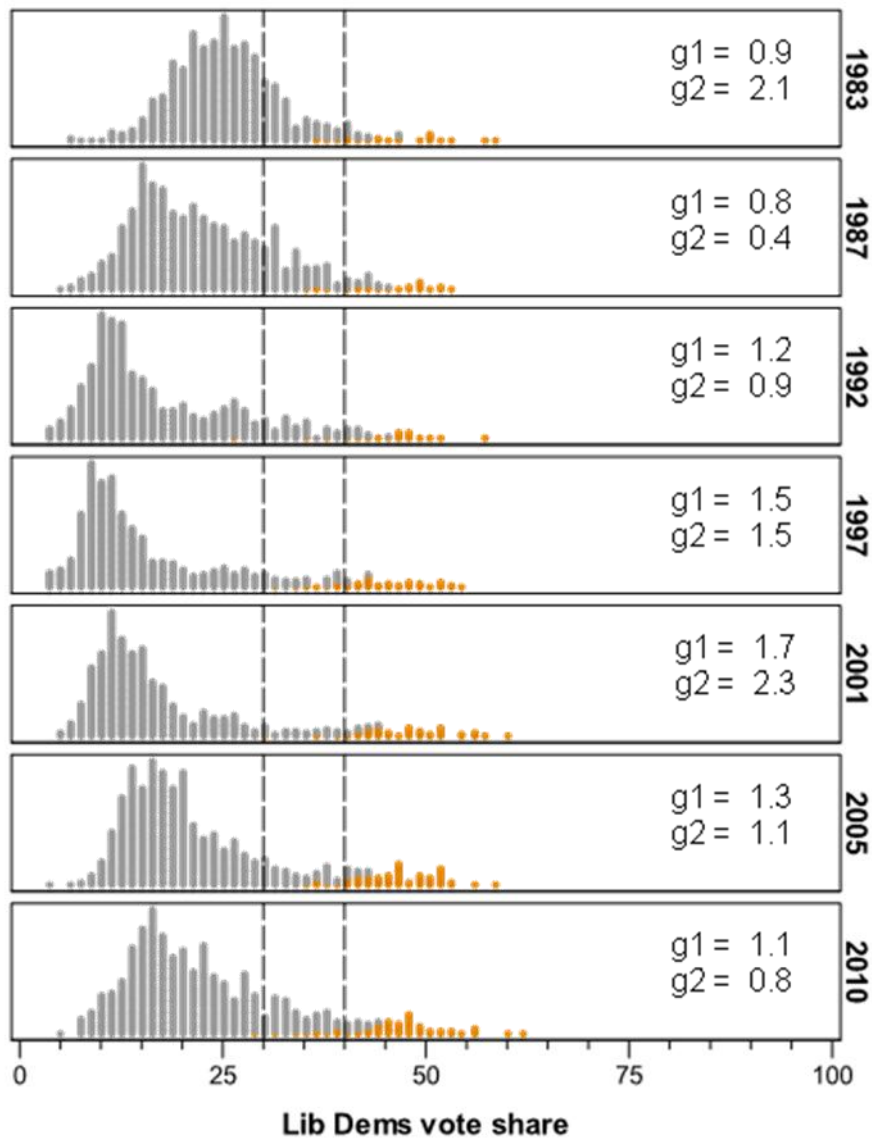 g1 = 0.9
g2 = 2.1
1983
g1 = 0.8
g2 = 0.4
1987
g1 = 1.2
g2 = 0.9
1992
g1 = 1.5
g2 = 1.5
1997
g1 = 1.7
g2 = 2.3
2001
g1 = 1.3
g2 = 1.1
2005
g1 = 1.1
g2 = 0.8
2010
0 25 50 75 100
Lib Dems vote share